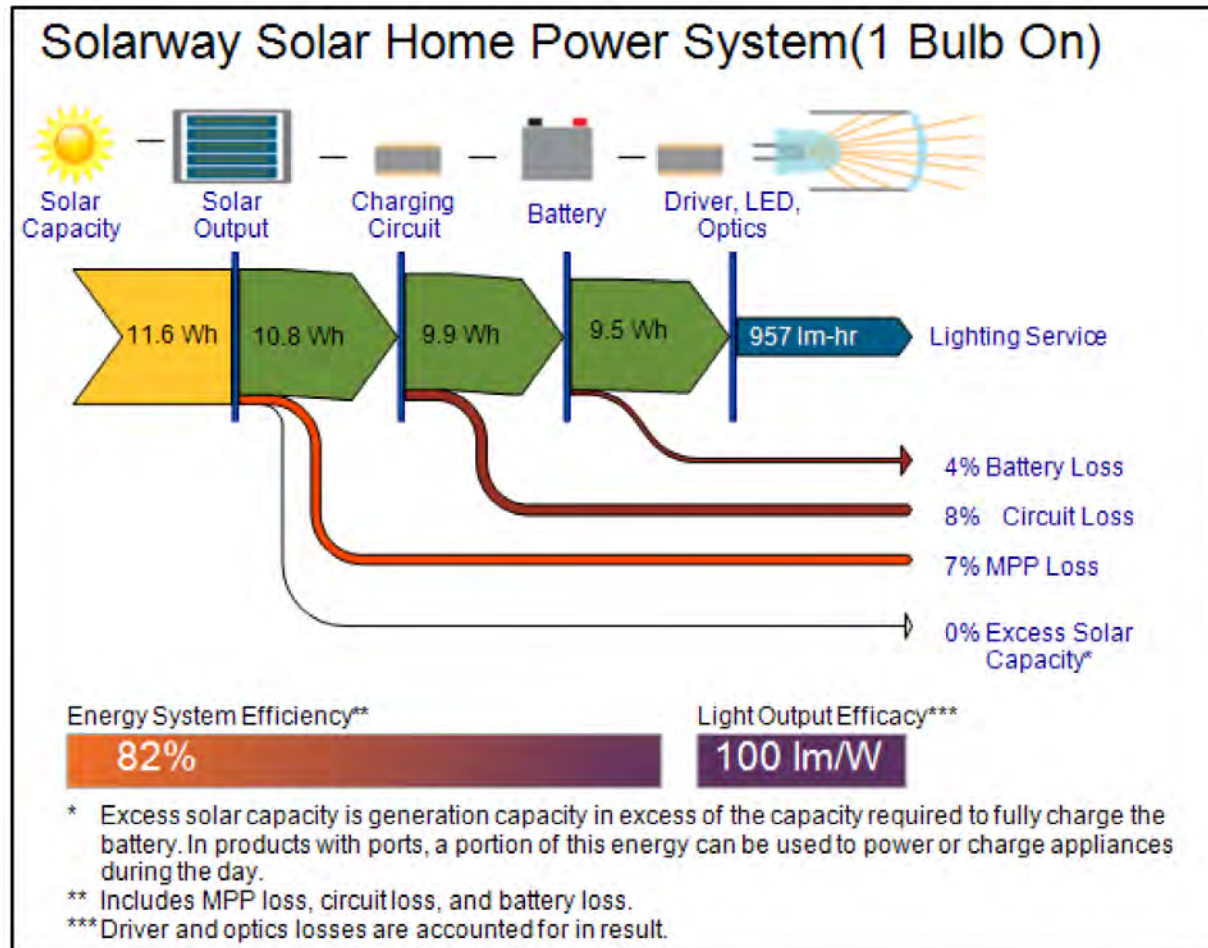 Solarway Solar Home Power System(1 Bulb On)
Solar
Capacity
Solar
Output
Charging
Circuit
Battery
Driver, LED,
Optics
11.6 Wh
10.8 Wh
9.9 Wh
9.5 Wh
957 lm-hr
Lighting Service
4% Battery Loss
8% Circuit Loss
7% MPP Loss
0% Excess Solar
Capacity*
Energy System Efficiency**
82%
Light Output Efficacy***
100 lm/W
* Excess solar capacity is generation capacity in excess of the capacity required to fully charge the
battery. In products with ports, a portion of this energy can be used to power or charge appliances
during the day.
** Includes MPP loss, circuit loss, and battery loss.
*** Driver and optics losses are accounted for in result.